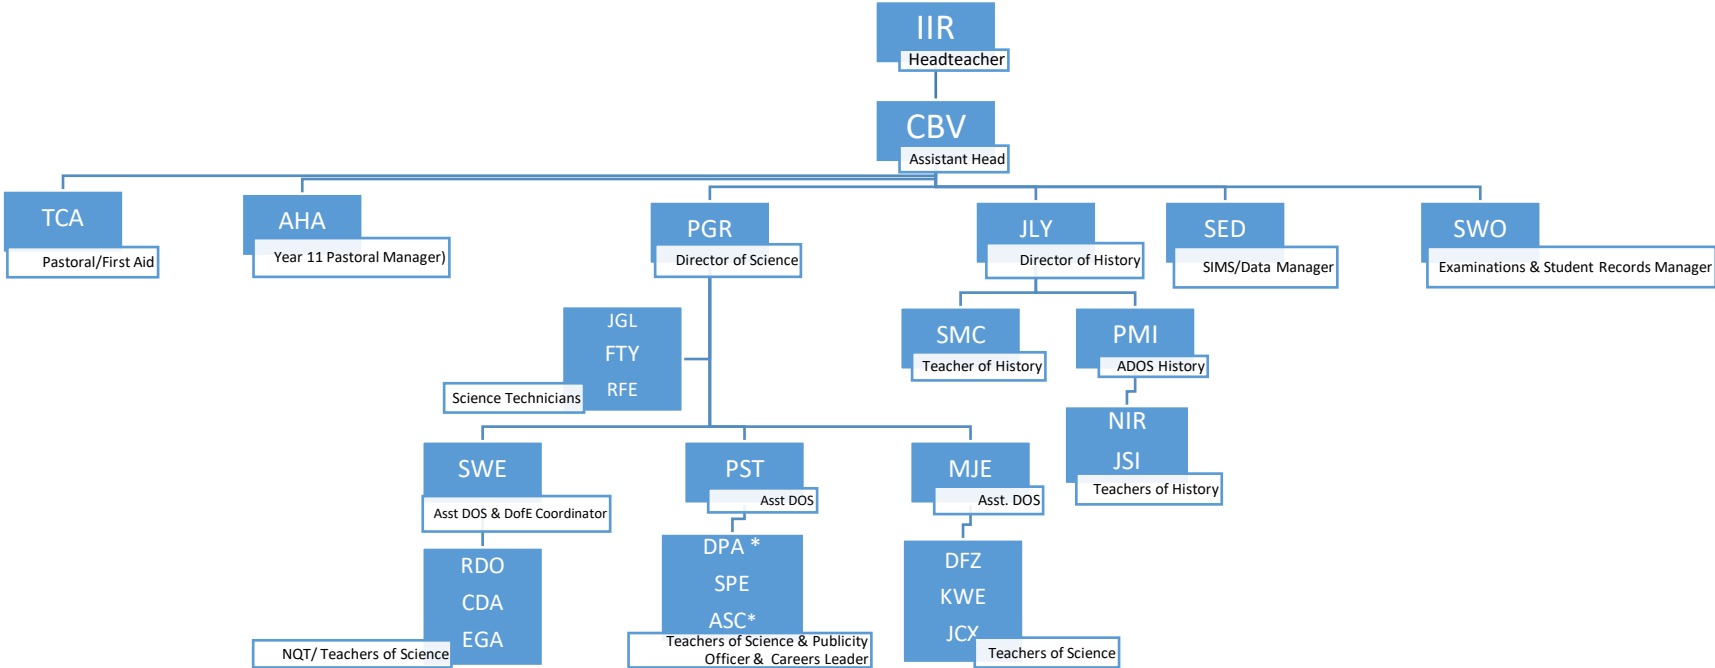 IIR
Headteacher
CBV
Assistant Head
TCA
Pastoral/First Aid
AHA
Year 11 Pastoral Manager)
PGR
Director of Science
JLY
Director of History
SED
SIMS/Data Manager
SWO
Examinations & Student Records Manager
JGL
FTY
RFE
Science Technicians
SMC
Teacher of History
PMI
ADOS History
NIR
JSI
Teachers of History
SWE
Asst DOS & DofE Coordinator
PST
Asst DOS
MJE
Asst. DOS
RDO
CDA
EGA
NQT/ Teachers of Science
DPA *
SPE
ASC*
Teachers of Science & Publicity
Officer & Careers Leader
DFZ
KWE
JCX
Teachers of Science